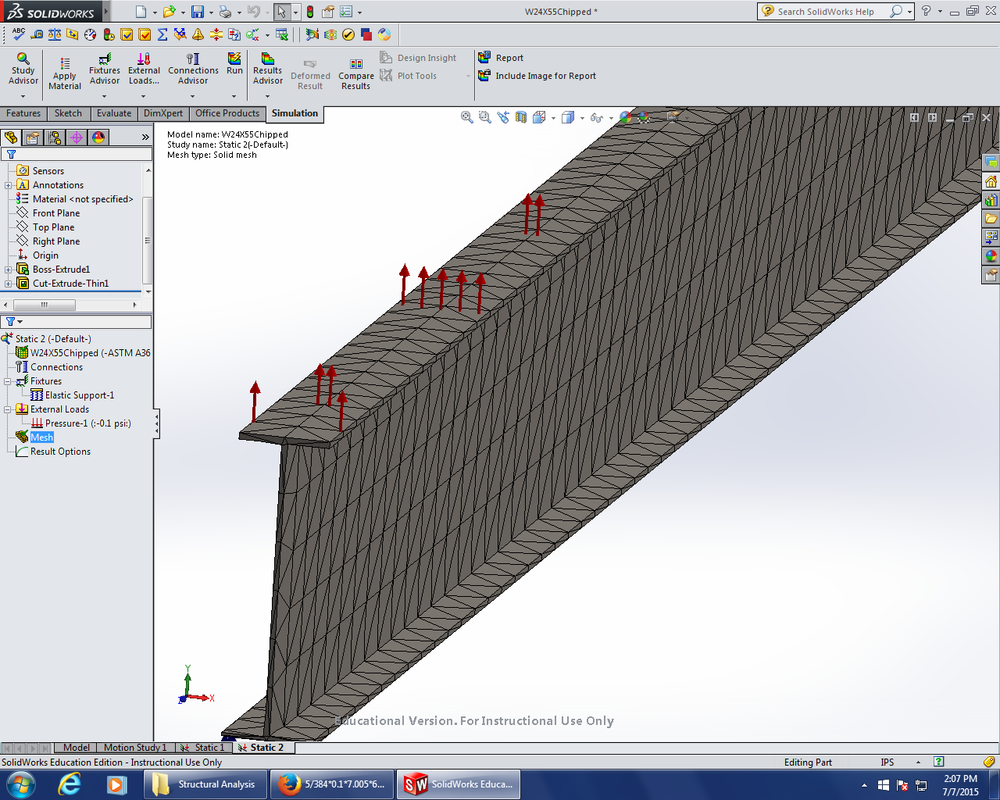 SOLIDWORKS
W24X55Chipped *
Search SolidWorks Help
ABC
Study Advisor
Apply Material
Fixtures Advisor
External Loads...
Connections Advisor
Run
Results Advisor
Deformed Result
Compare Results
Design Insight
Plot Tools
Report
Include Image for Report
Features
Sketch
Evaluate
DimXpert
Office Products
Simulation
Model name: W24X55Chipped
Study name: Static 2(-Default-)
Mesh type: Solid mesh
Sensors
Annotations
Material <not specified>
Front Plane
Top Plane
Right Plane
Origin
Boss-Extrude1
Cut-Extrude-Thin1
Static 2 (-Default-)
W24X55Chipped (-ASTM A36
Connections
Fixtures
Elastic Support-1
External Loads
Pressure-1 (:-0.1 psi:)
Mesh
Result Options
Y
X
Z
Educational Version. For Instructional Use Only
Model
Motion Study 1
Static 1
Static 2
SolidWorks Education Edition - Instructional Use Only
Editing Part
IPS
Structural Analysis
5/384*0.1*7.005*6...
SolidWorks Educa...
2:07 PM
7/7/2015